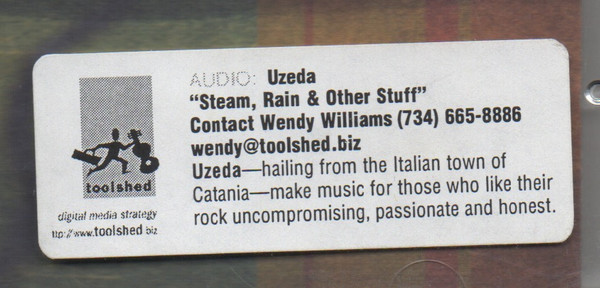 AUDIO: Uzeda
"Steam, Rain & Other Stuff"
Contact Wendy Williams (734) 665-8886
wendy@toolshed.biz
Uzeda—hailing from the Italian town of
Catania—make music for those who like their
rock uncompromising, passionate and honest.
toolshed
digital media strategy
ttp://www.toolshed.biz